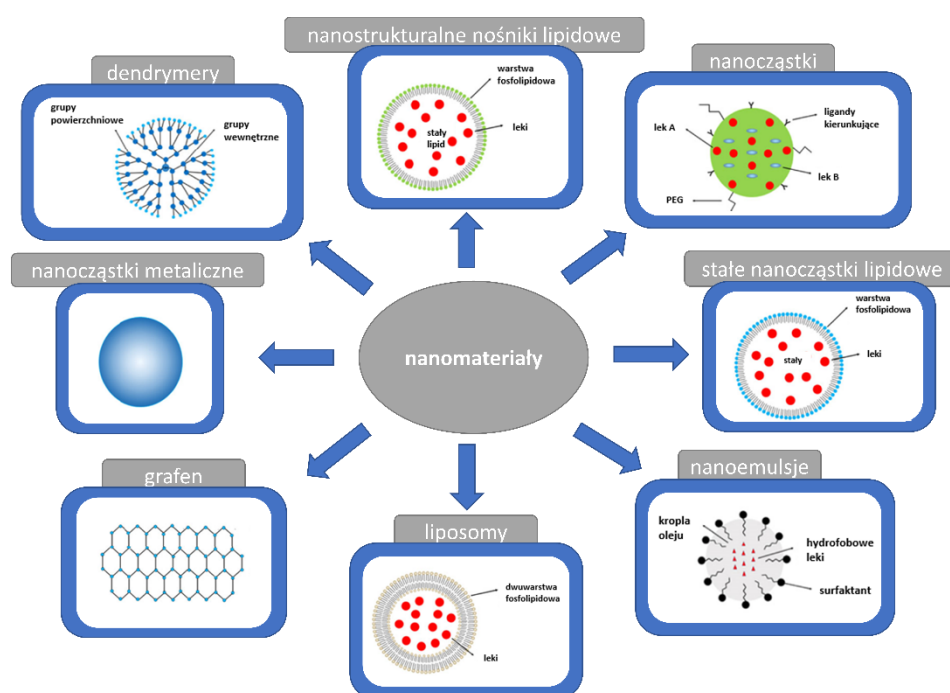 nanostrukturalne nośniki lipidowe
warstwa
fosfolipidowa
stały
lipid
leki
dendrymery
grupy
powierzchniowe
grupy
wewnętrzne
nanocząstki
ligandy
kierunkujące
lek A
lek B
PEG
nanocząstki metaliczne
nanomateriały
stałe nanocząstki lipidowe
warstwa
fosfolipidowa
stały
leki
grafen
liposomy
dwuwarstwa
fosfolipidowa
leki
nanoemulsje
kropla
oleju
hydrofobowe
leki
surfaktant